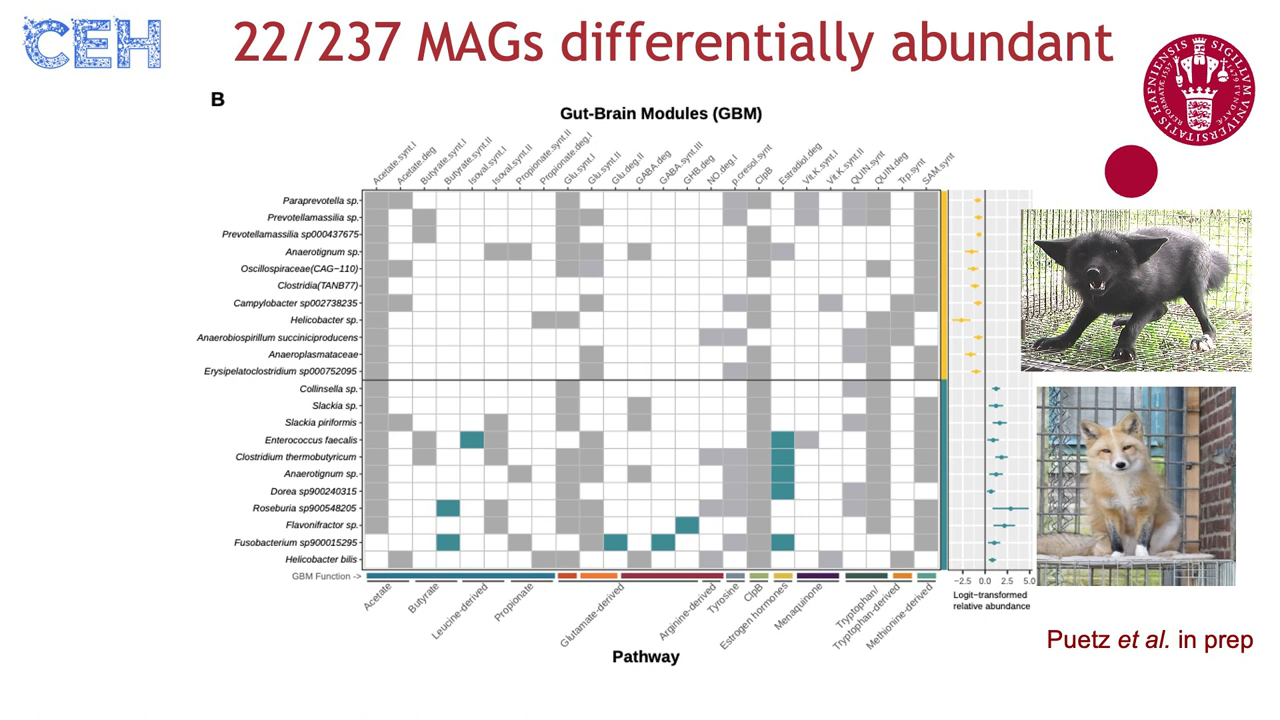 CEH
22/237 MAGs differentially abundant
SIGILLVM VNIVERSITATIS HAFNIENSIS
B
Gut-Brain Modules (GBM)
Acetate.synt.I
Acetate.deg
Butyrate.synt.I
Butyrate.synt.II
Isoval.synt.I
Isoval.synt.II
Propionate.synt.II
Propionate.deg.I
Glu.synt.I
Glu.synt.II
Glu.deg.II
GABA.deg
GABA.synt.III
GHB.deg
NO.deg.I
p.cresol.synt
ClpB
Estradiol.deg
Vit.K.synt.I
Vit.K.synt.II
QUIN.synt
QUIN.deg
Trp.synt
SAM.synt
Paraprevotella sp.
Prevotellamassilia sp.
Prevotellamassilia sp000437675
Anaerotignum sp.
Oscillospiraceae(CAG−110)
Clostridia(TANB77)
Campylobacter sp002738235
Helicobacter sp.
Anaerobiospirillum succiniciproducens
Anaeroplasmataceae
Erysipelatoclostridium sp000752095
Collinsella sp.
Slackia sp.
Slackia piriformis
Enterococcus faecalis
Clostridium thermobutyricum
Anaerotignum sp.
Dorea sp900240315
Roseburia sp900548205
Flavonifractor sp.
Fusobacterium sp900015295
Helicobacter bilis
GBM Function ->
Acetate
Butyrate
Leucine-derived
Propionate
Glutamate-derived
Arginine-derived
Tyrosine
ClpB
Estrogen hormones
Menaquinone
Tryptophan/
Tryptophan-derived
Methionine-derived
−2.5 0.0 2.5 5.0
Logit−transformed
relative abundance
Pathway
Puetz et al. in prep